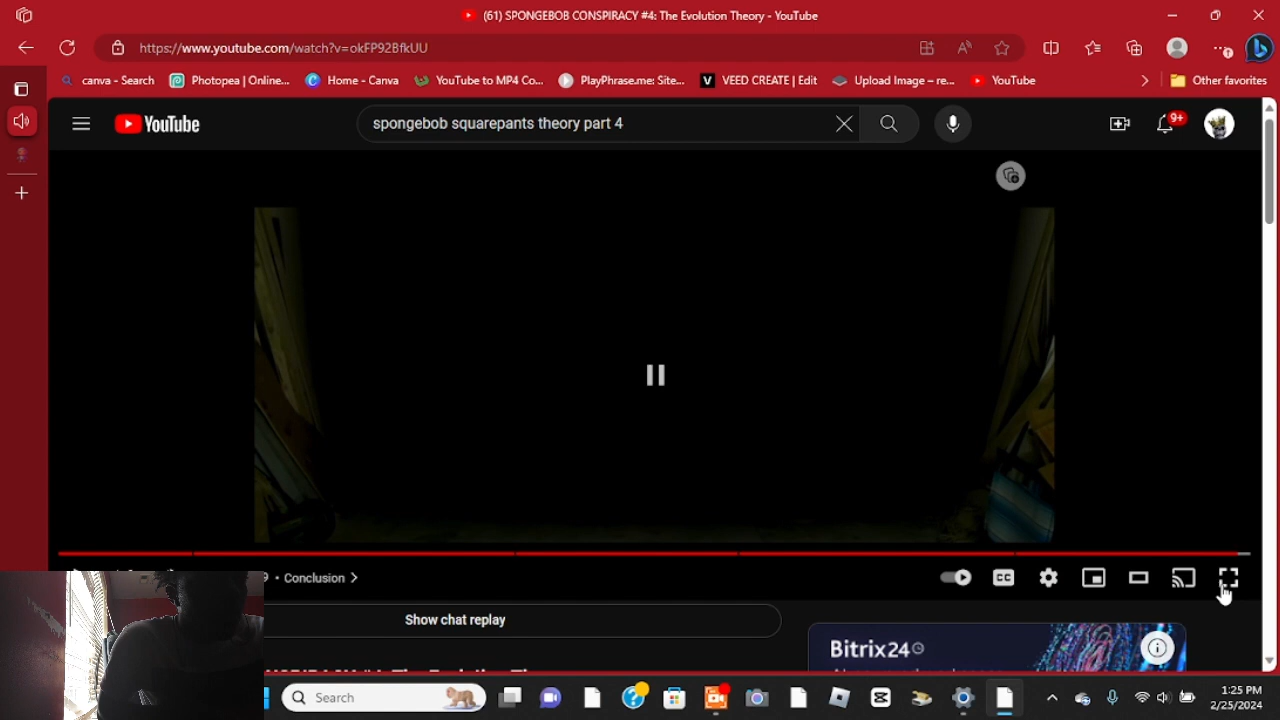 (61) SPONGEBOB CONSPIRACY #4: The Evolution Theory - YouTube
https://www.youtube.com/watch?v=okFP92BfkUU
canva - Search
Photopea | Online...
Home - Canva
YouTube to MP4 Co...
PlayPhrase.me: Site...
VEED CREATE | Edit
Upload Image – re...
YouTube
Other favorites
YouTube
spongebob squarepants theory part 4
9+
• Conclusion
CC
Show chat replay
Bitrix24
Search
1:25 PM
2/25/2024